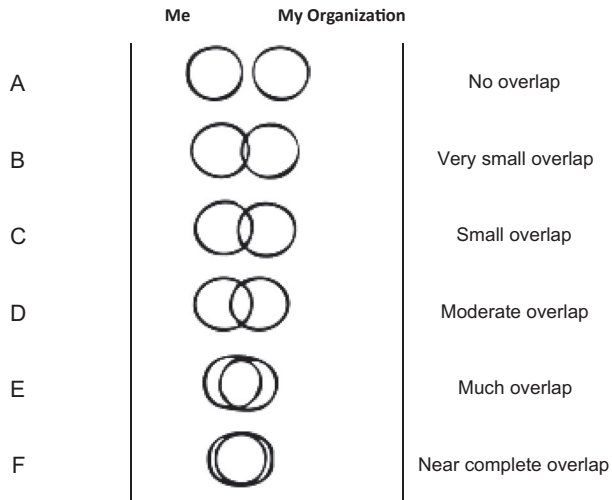 Me My Organization
A No overlap
B Very small overlap
C Small overlap
D Moderate overlap
E Much overlap
F Near complete overlap